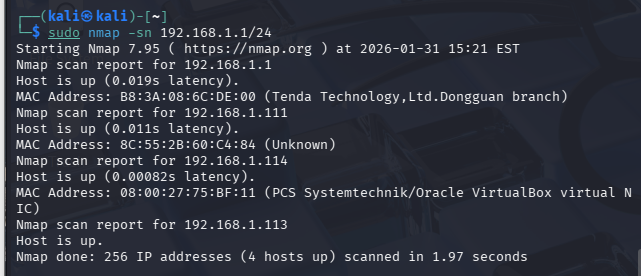 ┌──(kali㉿kali)-[~]
└─$ sudo nmap -sn 192.168.1.1/24
Starting Nmap 7.95 ( https://nmap.org ) at 2026-01-31 15:21 EST
Nmap scan report for 192.168.1.1
Host is up (0.019s latency).
MAC Address: B8:3A:08:6C:DE:00 (Tenda Technology,Ltd.Dongguan branch)
Nmap scan report for 192.168.1.111
Host is up (0.011s latency).
MAC Address: 8C:55:2B:60:C4:84 (Unknown)
Nmap scan report for 192.168.1.114
Host is up (0.00082s latency).
MAC Address: 08:00:27:75:BF:11 (PCS Systemtechnik/Oracle VirtualBox virtual N
IC)
Nmap scan report for 192.168.1.113
Host is up.
Nmap done: 256 IP addresses (4 hosts up) scanned in 1.97 seconds